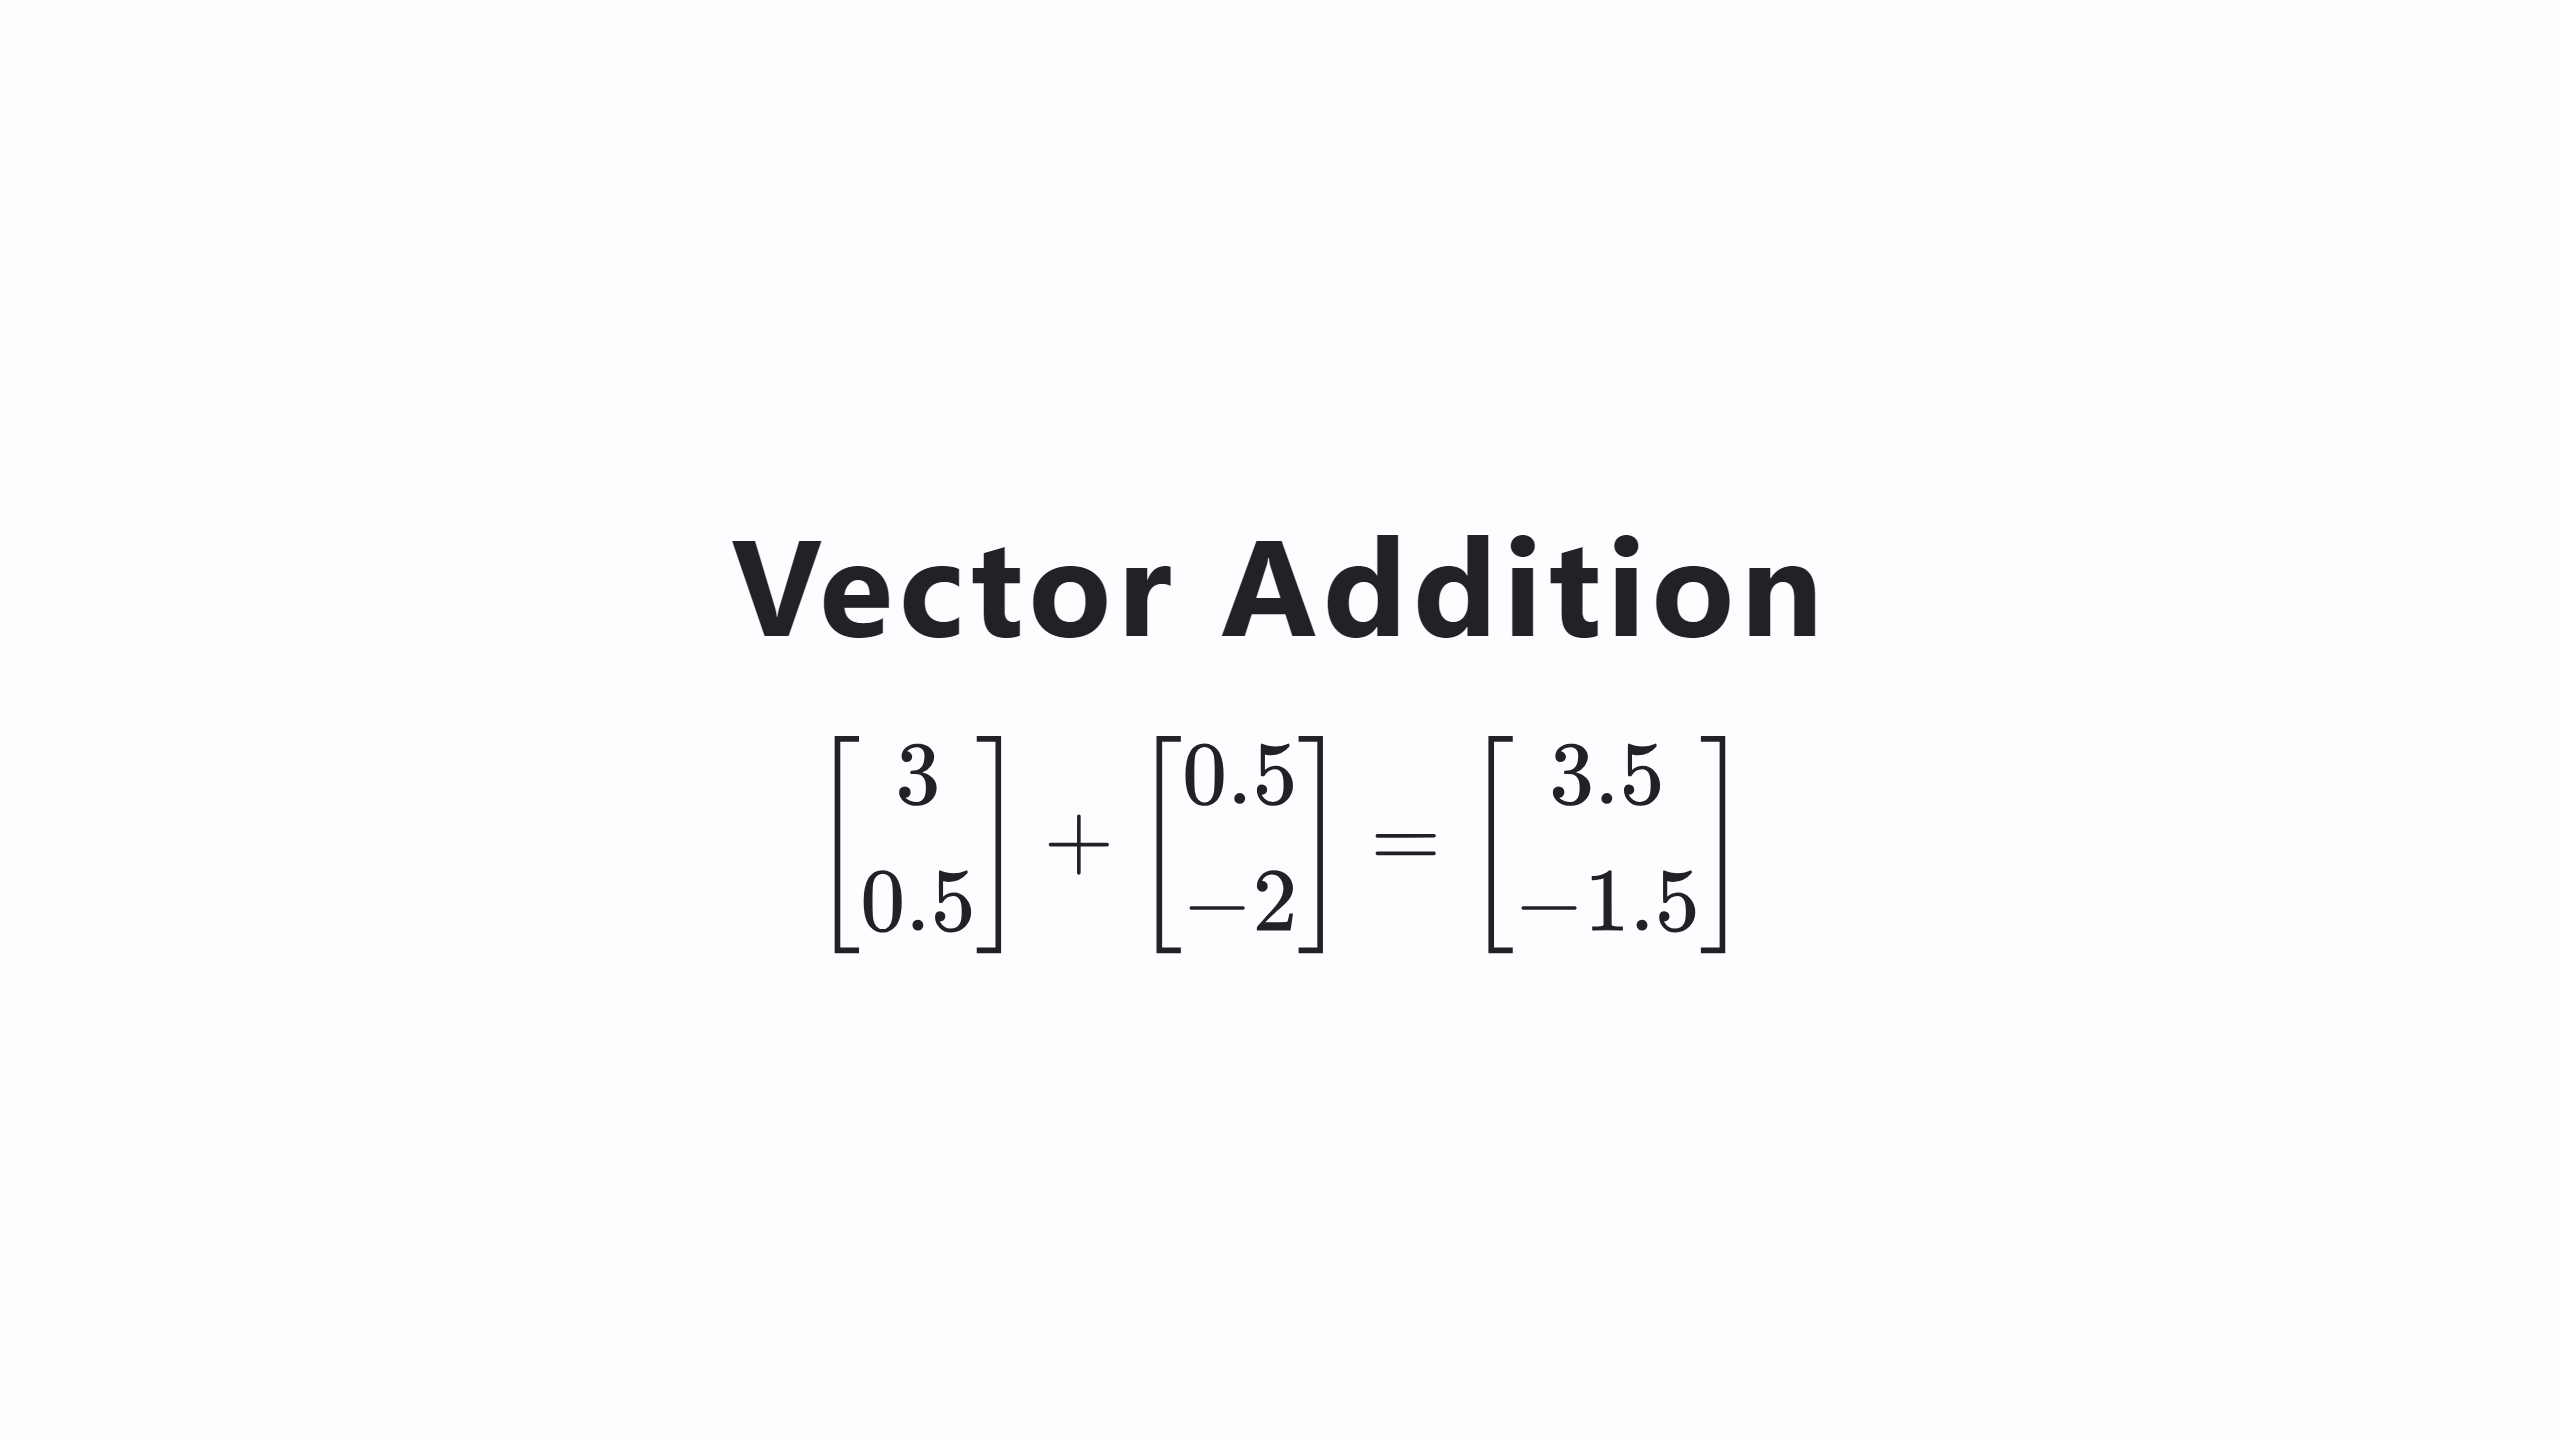 Vector Addition
[3 0.5] + [0.5 −2] = [3.5 −1.5]